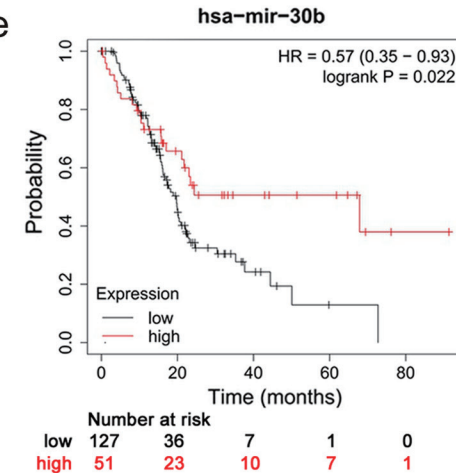 e
hsa−mir−30b
HR = 0.57 (0.35 − 0.93)
logrank P = 0.022
Probability
1.0
0.8
0.6
0.4
0.2
0.0
Expression
low
high
0 20 40 60 80
Time (months)
Number at risk
low 127 36 7 1 0
high 51 23 10 7 1